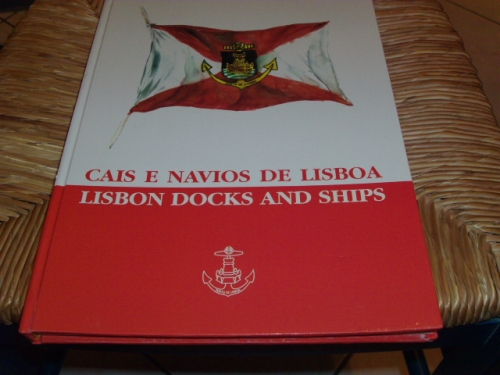 CAIS E NAVIOS DE LISBOA
LISBON DOCKS AND SHIPS